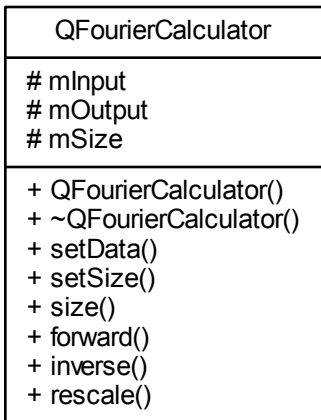 QFourierCalculator
# mInput
# mOutput
# mSize
+ QFourierCalculator()
+ ~QFourierCalculator()
+ setData()
+ setSize()
+ size()
+ forward()
+ inverse()
+ rescale()